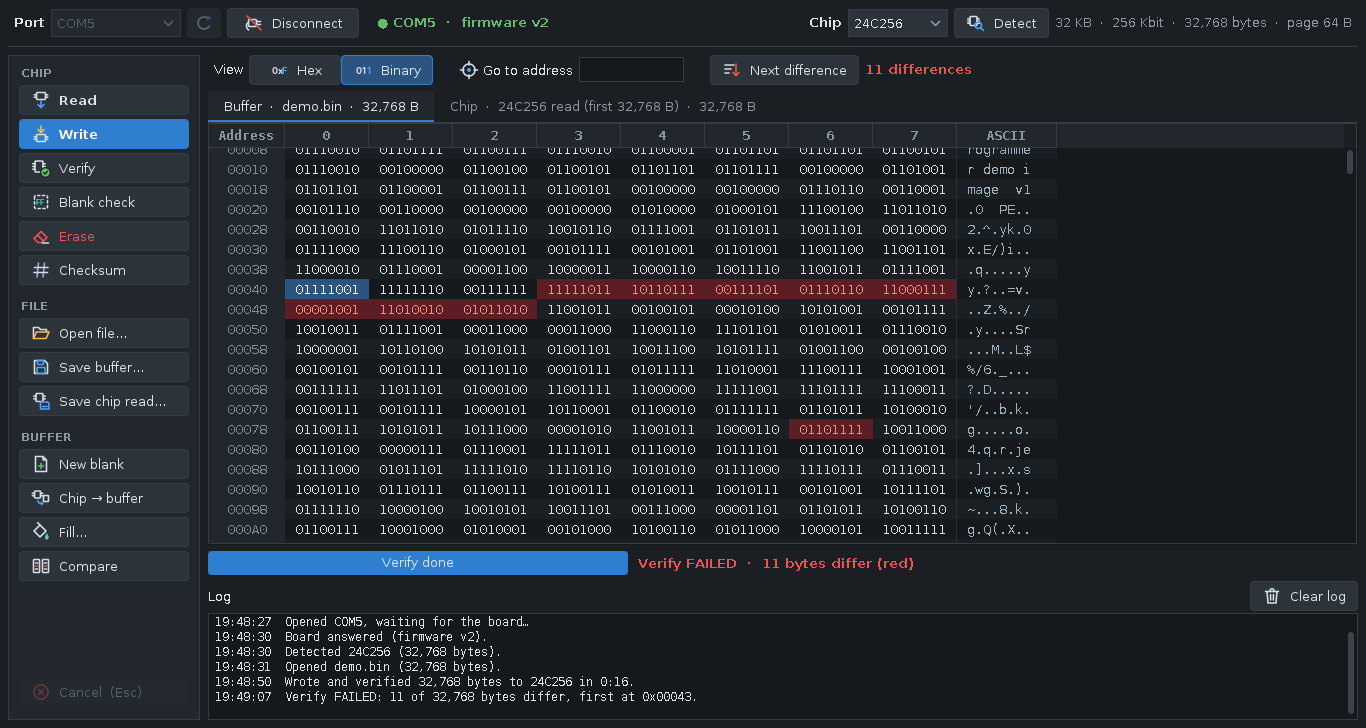 Port COM5 Disconnect COM5 · firmware v2 Chip 24C256 Detect 32 KB · 256 Kbit · 32,768 bytes · page 64 B
CHIP
Read
Write
Verify
Blank check
Erase
Checksum
FILE
Open file...
Save buffer...
Save chip read...
BUFFER
New blank
Chip → buffer
Fill...
Compare
Cancel (Esc)
View 0xF Hex 011 Binary Go to address Next difference 11 differences
Buffer · demo.bin · 32,768 B Chip · 24C256 read (first 32,768 B) · 32,768 B
Address 0 1 2 3 4 5 6 7 ASCII
00008 01110010 01101111 01100111 01110010 01100001 01101101 01101101 01100101 rogramme
00010 01110010 00100000 01100100 01100101 01101101 01101111 00100000 01101001 r demo i
00018 01101101 01100001 01100111 01100101 00100000 00100000 01110110 00110001 mage  v1
00020 00101110 00110000 00100000 00100000 01010000 01000101 11100100 11011010 .0  PE..
00028 00110010 11011010 01011110 10010110 01111001 01101011 10011101 00110000 2.^.yk.0
00030 01111000 11100110 01000101 00101111 00101001 01101001 11001100 11001101 x.E/)i..
00038 11000010 01110001 00001100 10000011 10000110 10011110 11001011 01111001 .q.....y
00040 01111001 11111110 00111111 11111011 10110111 00111101 01110110 11000111 y.?..=v.
00048 00001001 11010010 01011010 11001011 00100101 00010100 10101001 00101111 ..Z.%../
00050 10010011 01111001 00011000 00011000 11000110 11101101 01010011 01110010 .y....Sr
00058 10000001 10110100 10101011 01001101 10011100 10101111 01001100 00100100 ...M..L$
00060 00100101 00101111 00110110 00010111 01011111 11010001 11100111 10001001 %/6._...
00068 00111111 11011101 01000100 11001111 11000000 11111001 11101111 11100011 ?.D.....
00070 00100111 00101111 10000101 10110001 01100010 01111111 01101011 10100010 '/..b.k.
00078 01100111 10101011 10111000 00001010 11001011 10000110 01101111 10011000 g.....o.
00080 00110100 00000111 01110001 11111011 01110010 10111101 01101010 01100101 4.q.r.je
00088 10111000 01011101 11111010 11110110 10101010 01111000 11110111 01110011 .]...x.s
00090 10010110 01110111 01100111 10110100 01010011 10010111 00101001 10111101 .wg.S.).
00098 01111110 10000100 10010101 10011101 00111000 00001101 01101011 10100110 ~...8.k.
000A0 01100111 10001000 01010001 00101000 10100110 01011000 10000101 10011111 g.Q(.X..
Verify done Verify FAILED · 11 bytes differ (red)
Log Clear log
19:48:27 Opened COM5, waiting for the board…
19:48:30 Board answered (firmware v2).
19:48:30 Detected 24C256 (32,768 bytes).
19:48:31 Opened demo.bin (32,768 bytes).
19:48:50 Wrote and verified 32,768 bytes to 24C256 in 0:16.
19:49:07 Verify FAILED: 11 of 32,768 bytes differ, first at 0x00043.